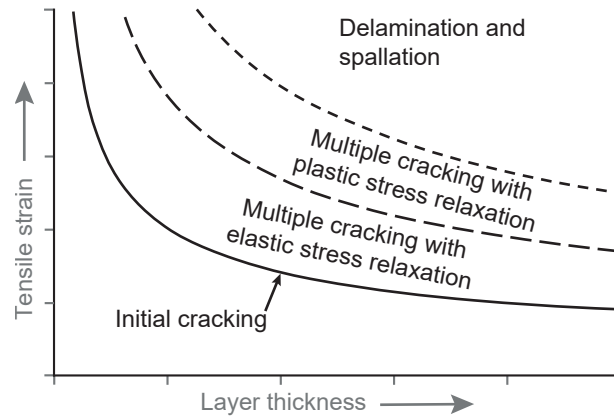 Delamination and
spallation
Multiple cracking with
plastic stress relaxation
Multiple cracking with
elastic stress relaxation
Initial cracking
Tensile strain
Layer thickness